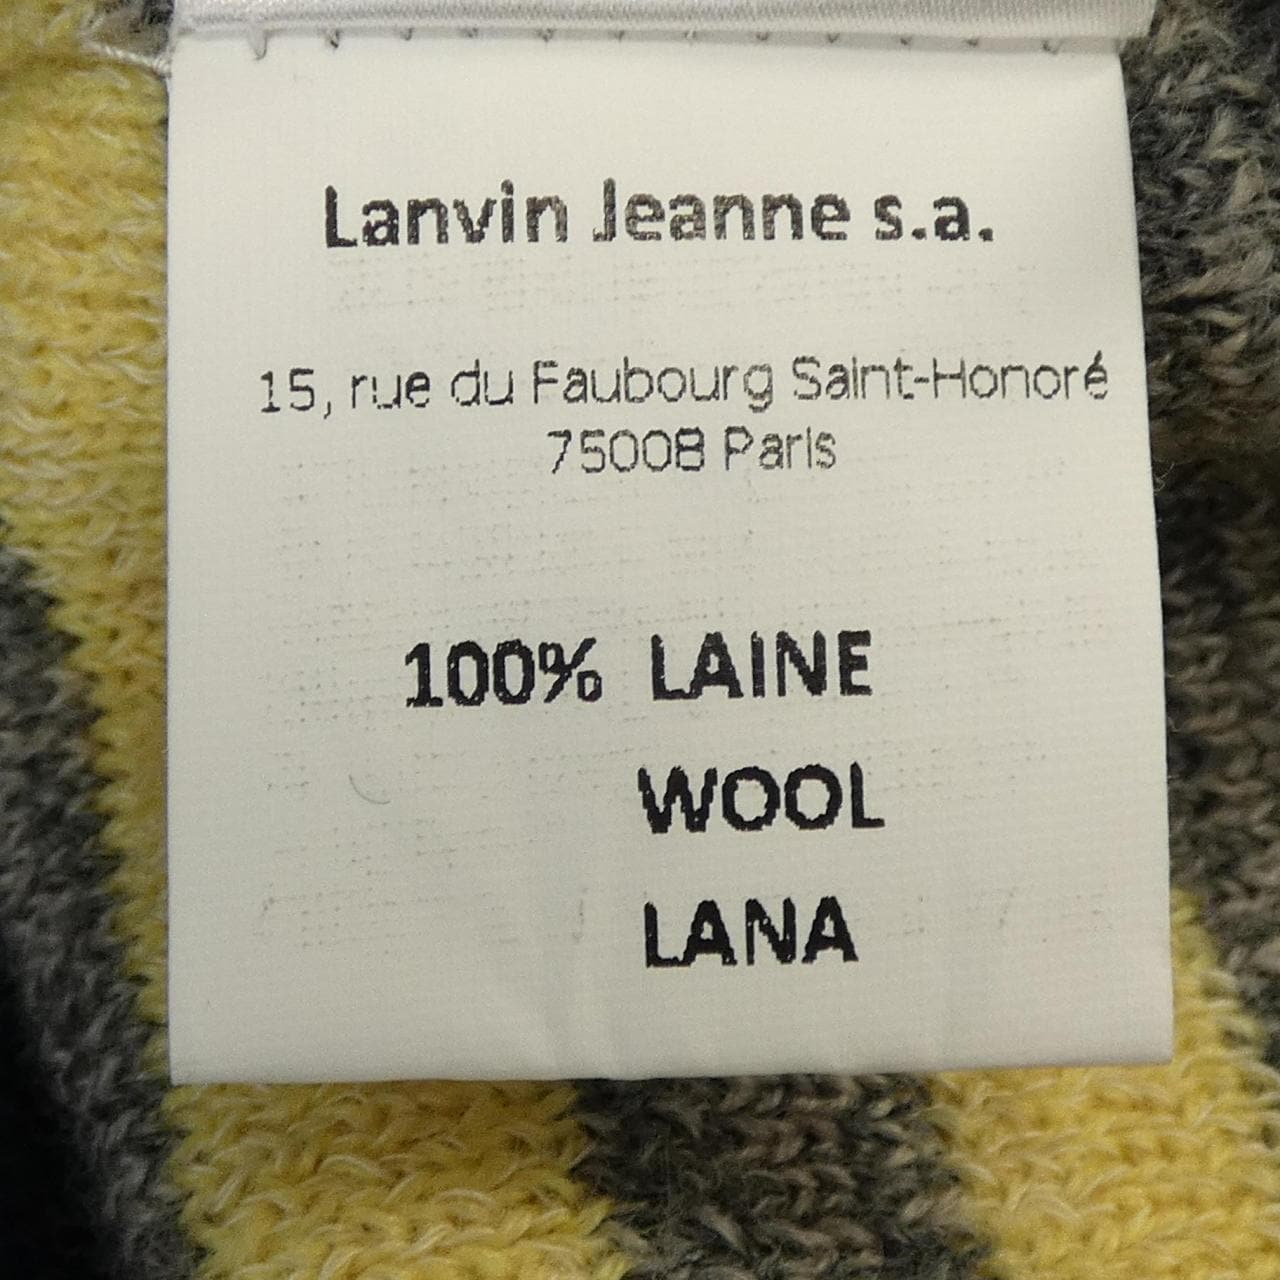 Lanvin Jeanne s.a.
15, rue du Faubourg Saint-Honoré
75008 Paris
100% LAINE
WOOL
LANA